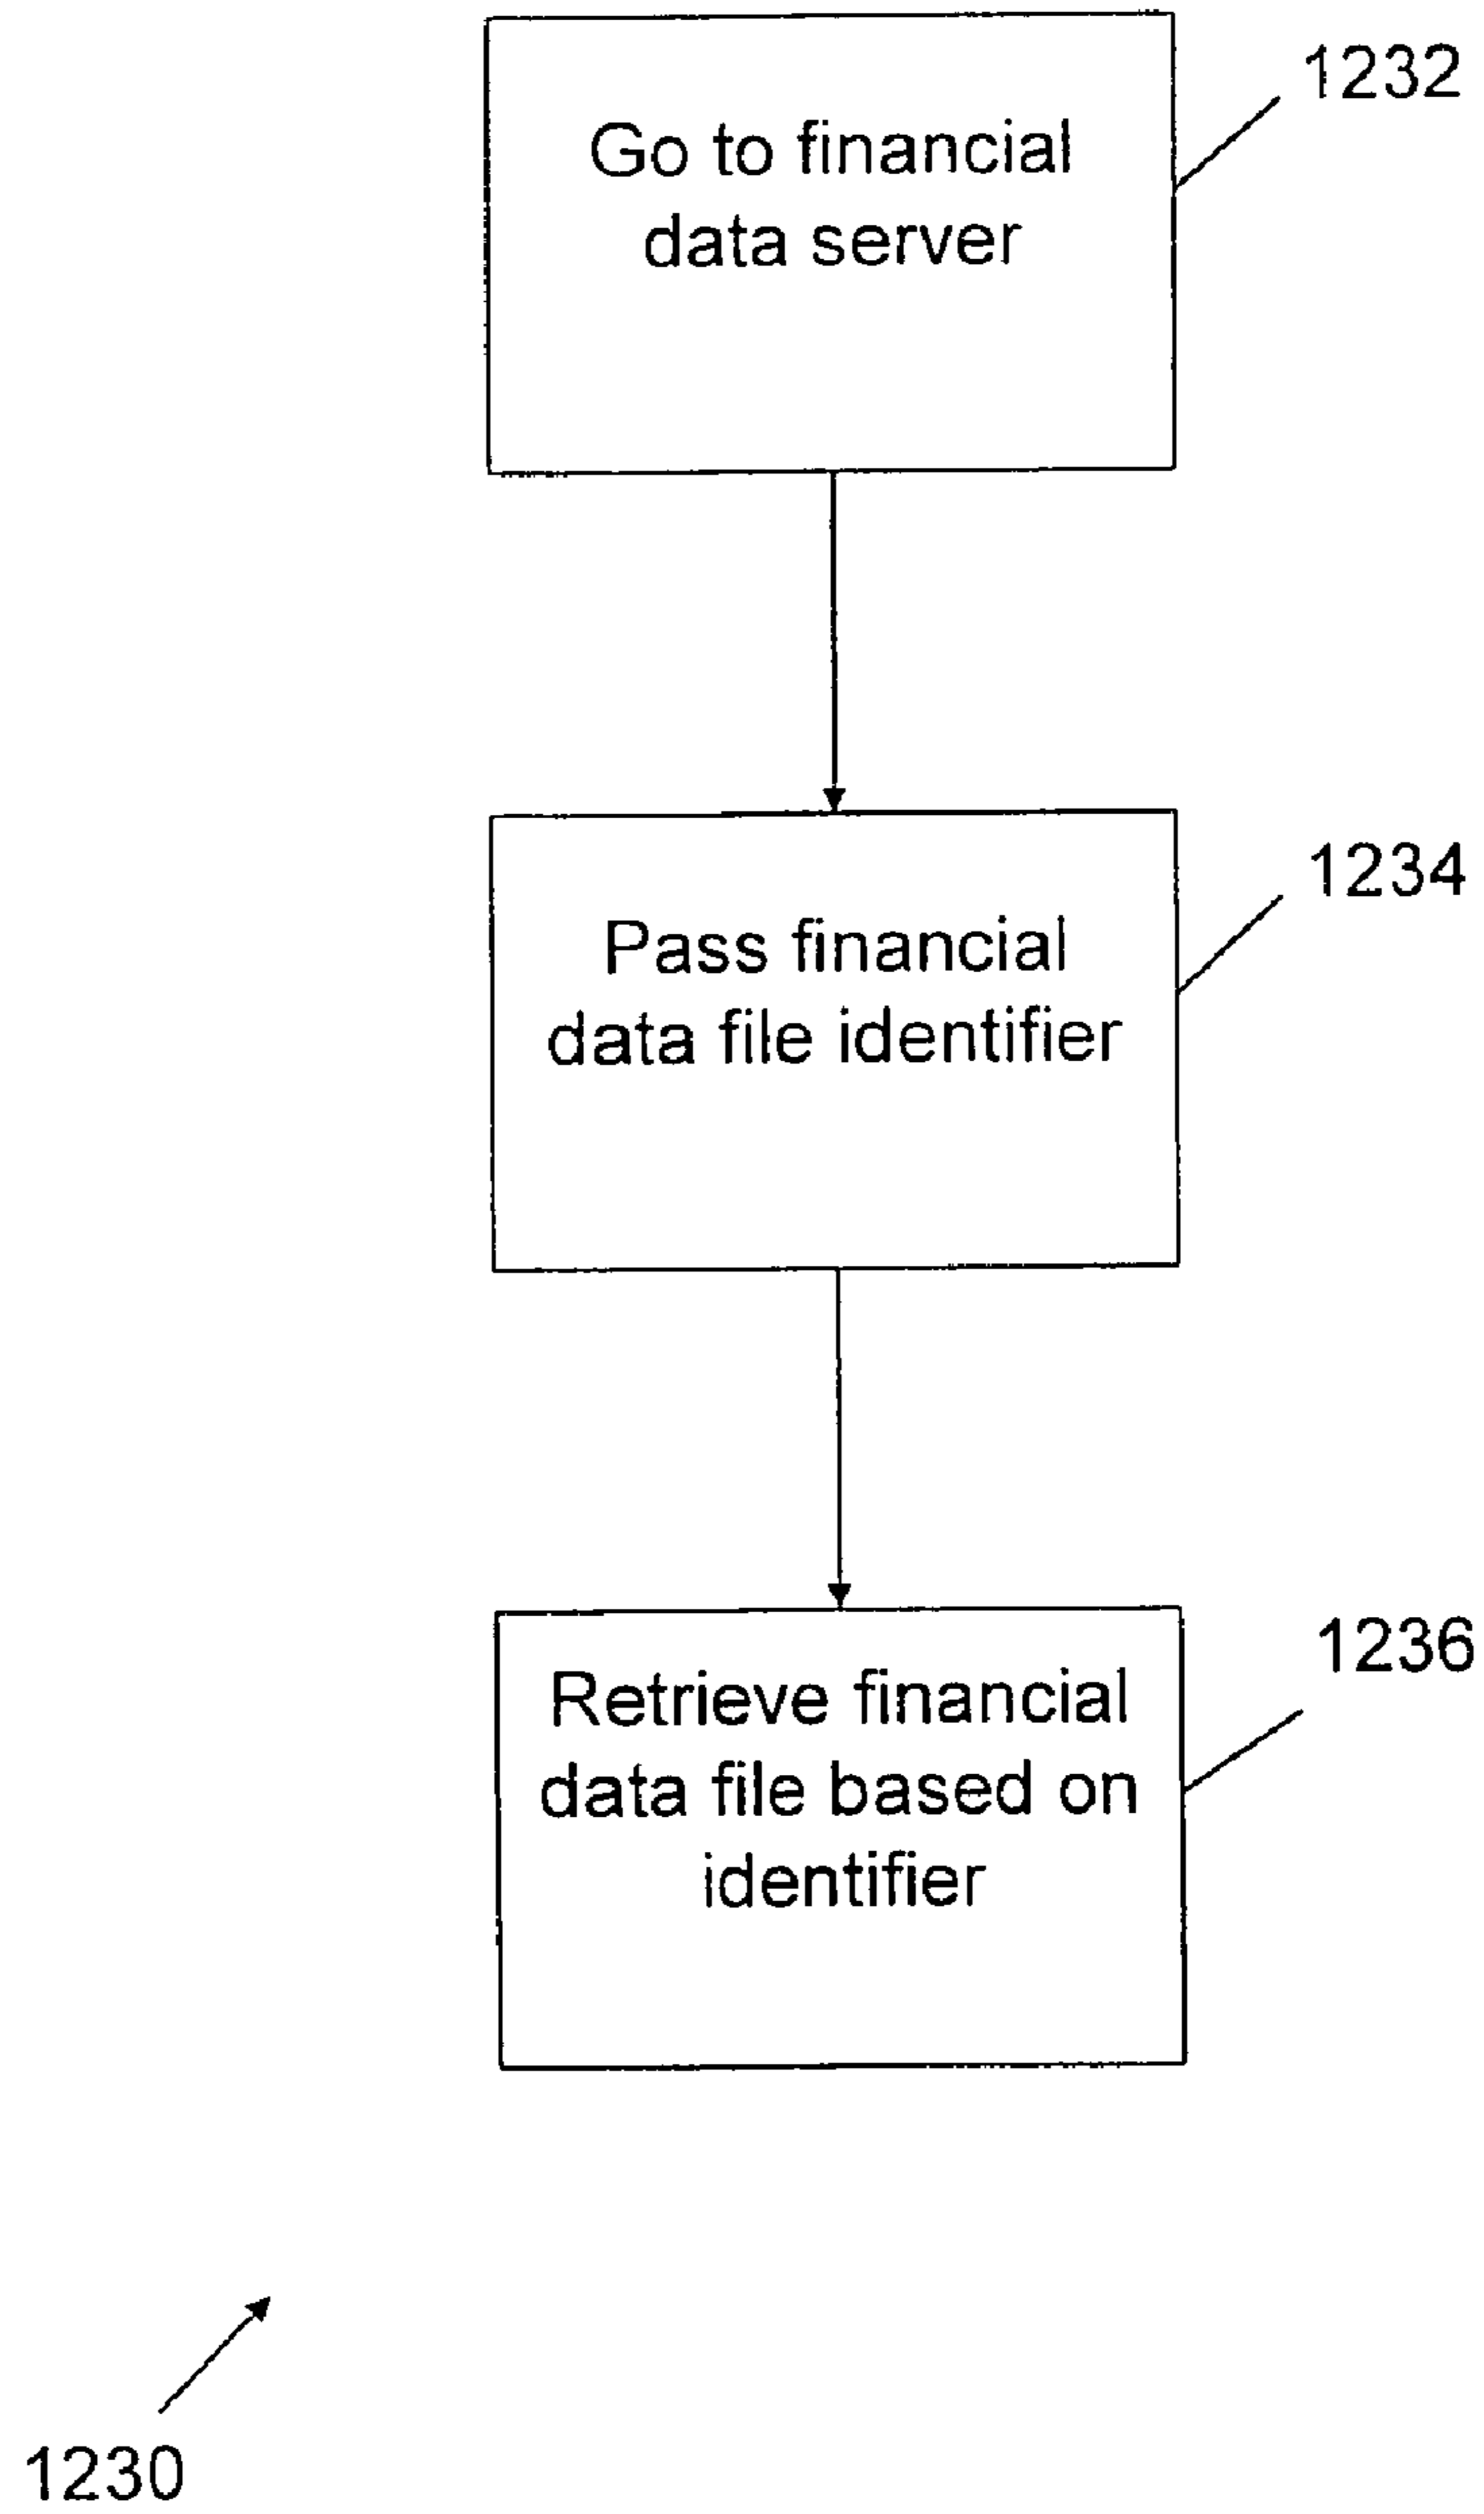 1232
Go to financial
data server
1234
Pass financial
data file identifier
1236
Retrieve financial
data file based on
identifier
1230